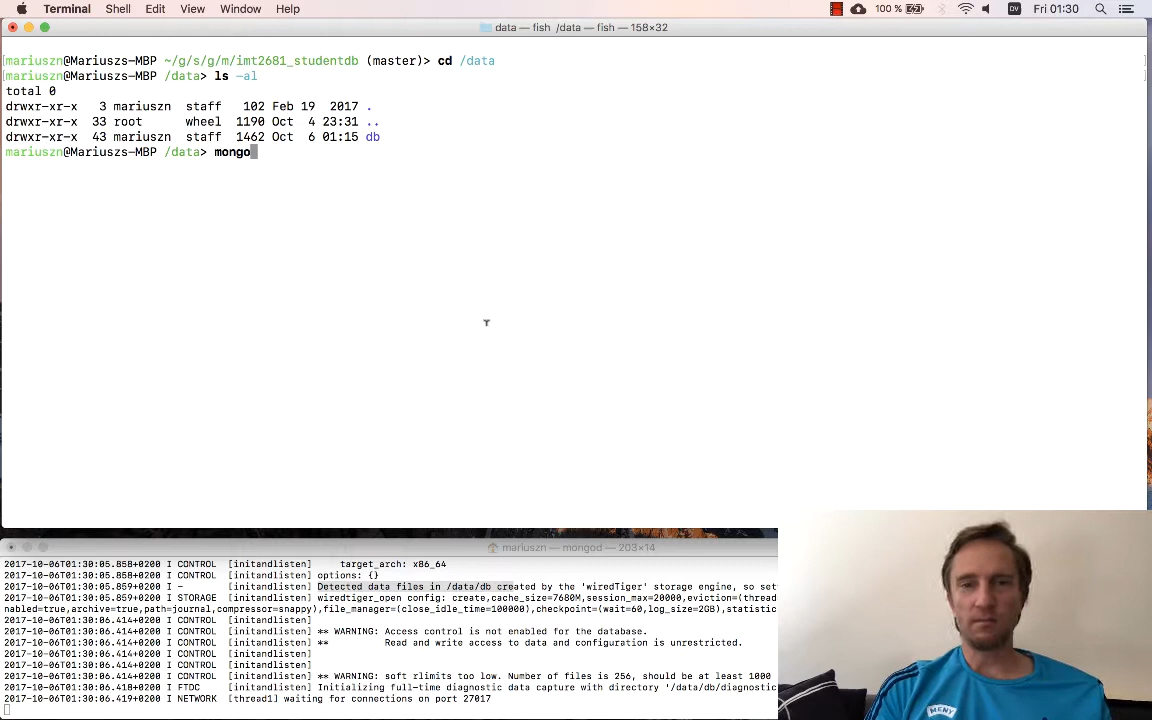 Terminal Shell Edit View Window Help 100 % DV Fri 01:30
data — fish /data — fish — 158×32
[mariuszn@Mariuszs-MBP ~/g/s/g/m/imt2681_studentdb (master)> cd /data ]
[mariuszn@Mariuszs-MBP /data> ls -al ]
total 0
drwxr-xr-x 3 mariuszn staff 102 Feb 19 2017 .
drwxr-xr-x 33 root wheel 1190 Oct 4 23:31 ..
drwxr-xr-x 43 mariuszn staff 1462 Oct 6 01:15 db
mariuszn@Mariuszs-MBP /data> mongo
mariuszn — mongod — 203×14
2017-10-06T01:30:05.858+0200 I CONTROL [initandlisten] target_arch: x86_64
2017-10-06T01:30:05.858+0200 I CONTROL [initandlisten] options: {}
2017-10-06T01:30:05.859+0200 I - [initandlisten] Detected data files in /data/db created by the 'wiredTiger' storage engine, so set
2017-10-06T01:30:05.859+0200 I STORAGE [initandlisten] wiredtiger_open config: create,cache_size=7680M,session_max=20000,eviction=(thread
nabled=true,archive=true,path=journal,compressor=snappy),file_manager=(close_idle_time=100000),checkpoint=(wait=60,log_size=2GB),statistic
2017-10-06T01:30:06.414+0200 I CONTROL [initandlisten]
2017-10-06T01:30:06.414+0200 I CONTROL [initandlisten] ** WARNING: Access control is not enabled for the database.
2017-10-06T01:30:06.414+0200 I CONTROL [initandlisten] ** Read and write access to data and configuration is unrestricted.
2017-10-06T01:30:06.414+0200 I CONTROL [initandlisten]
2017-10-06T01:30:06.414+0200 I CONTROL [initandlisten]
2017-10-06T01:30:06.414+0200 I CONTROL [initandlisten] ** WARNING: soft rlimits too low. Number of files is 256, should be at least 1000
2017-10-06T01:30:06.418+0200 I FTDC [initandlisten] Initializing full-time diagnostic data capture with directory '/data/db/diagnostic
2017-10-06T01:30:06.419+0200 I NETWORK [thread1] waiting for connections on port 27017
MENY